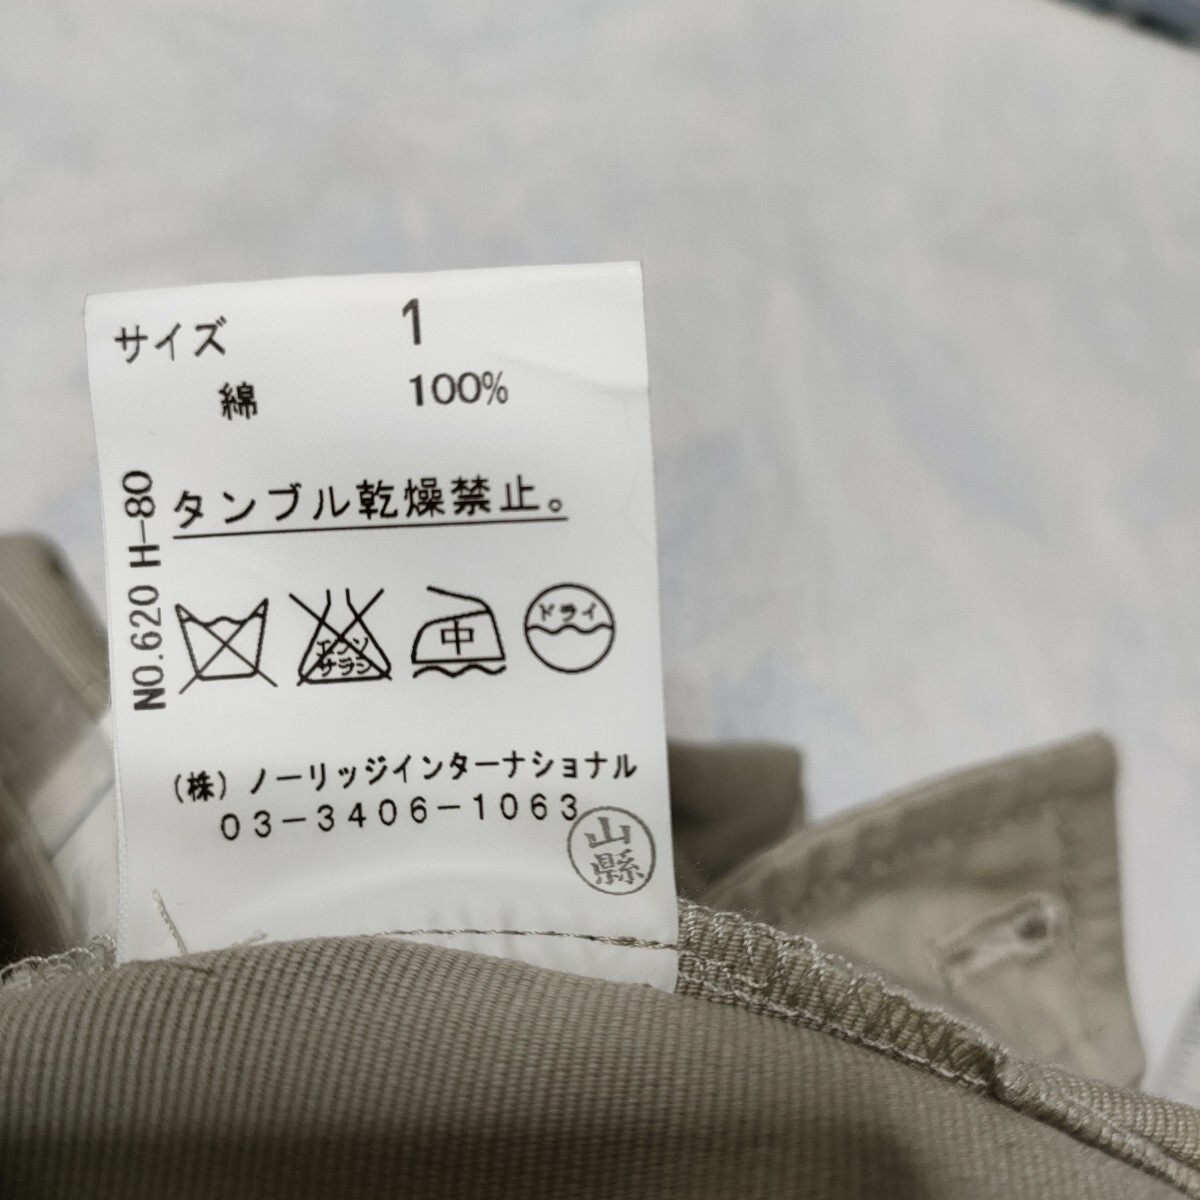 サイズ 1
綿 100%
タンブル乾燥禁止。
NO.620 H-80
エンソ
サラシ
中
ドライ
(株)ノーリッジインターナショナル
03-3406-1063
山
縣